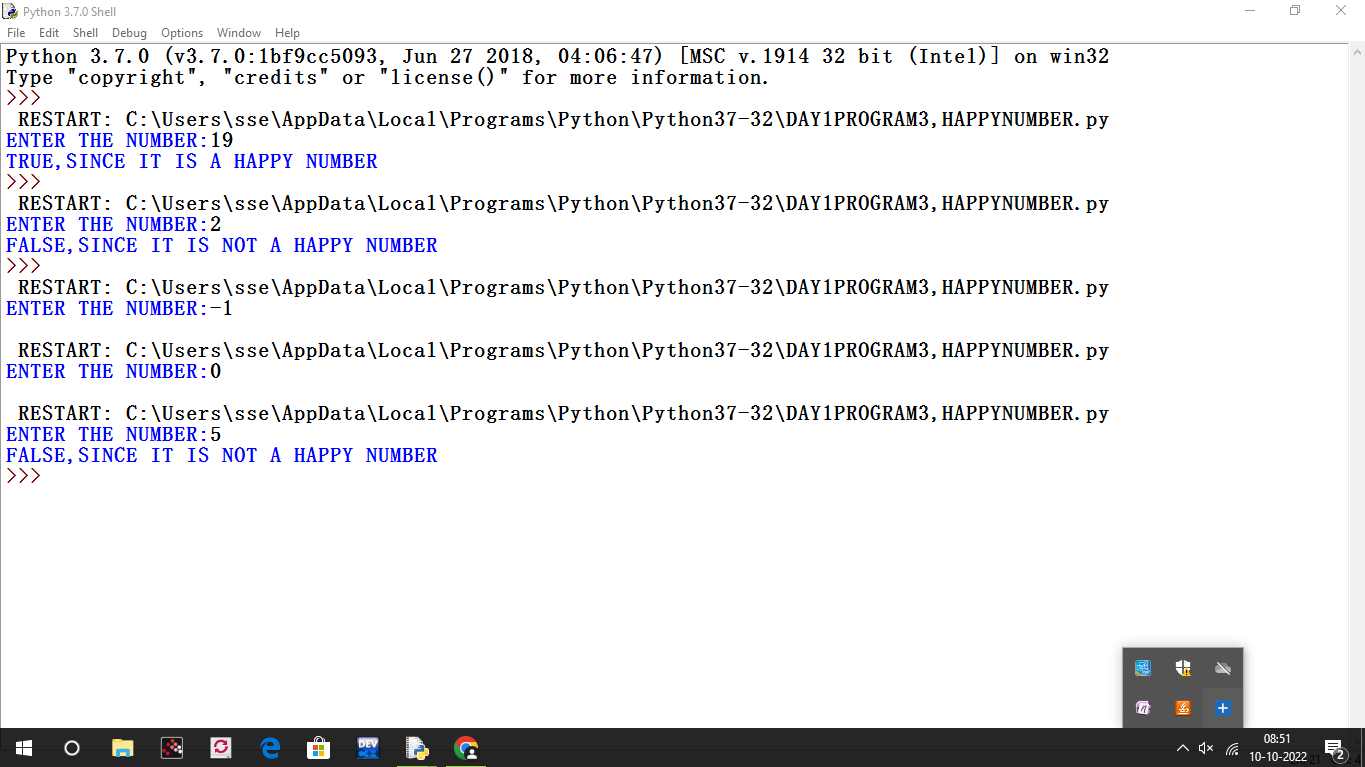 Python 3.7.0 Shell
File Edit Shell Debug Options Window Help
Python 3.7.0 (v3.7.0:1bf9cc5093, Jun 27 2018, 04:06:47) [MSC v.1914 32 bit (Intel)] on win32
Type "copyright", "credits" or "license()" for more information.
>>>
RESTART: C:\Users\sse\AppData\Local\Programs\Python\Python37-32\DAY1PROGRAM3,HAPPYNUMBER.py
ENTER THE NUMBER:19
TRUE,SINCE IT IS A HAPPY NUMBER
>>>
RESTART: C:\Users\sse\AppData\Local\Programs\Python\Python37-32\DAY1PROGRAM3,HAPPYNUMBER.py
ENTER THE NUMBER:2
FALSE,SINCE IT IS NOT A HAPPY NUMBER
>>>
RESTART: C:\Users\sse\AppData\Local\Programs\Python\Python37-32\DAY1PROGRAM3,HAPPYNUMBER.py
ENTER THE NUMBER:-1
RESTART: C:\Users\sse\AppData\Local\Programs\Python\Python37-32\DAY1PROGRAM3,HAPPYNUMBER.py
ENTER THE NUMBER:0
RESTART: C:\Users\sse\AppData\Local\Programs\Python\Python37-32\DAY1PROGRAM3,HAPPYNUMBER.py
ENTER THE NUMBER:5
FALSE,SINCE IT IS NOT A HAPPY NUMBER
>>>
DEV
08:51
10-10-2022
2